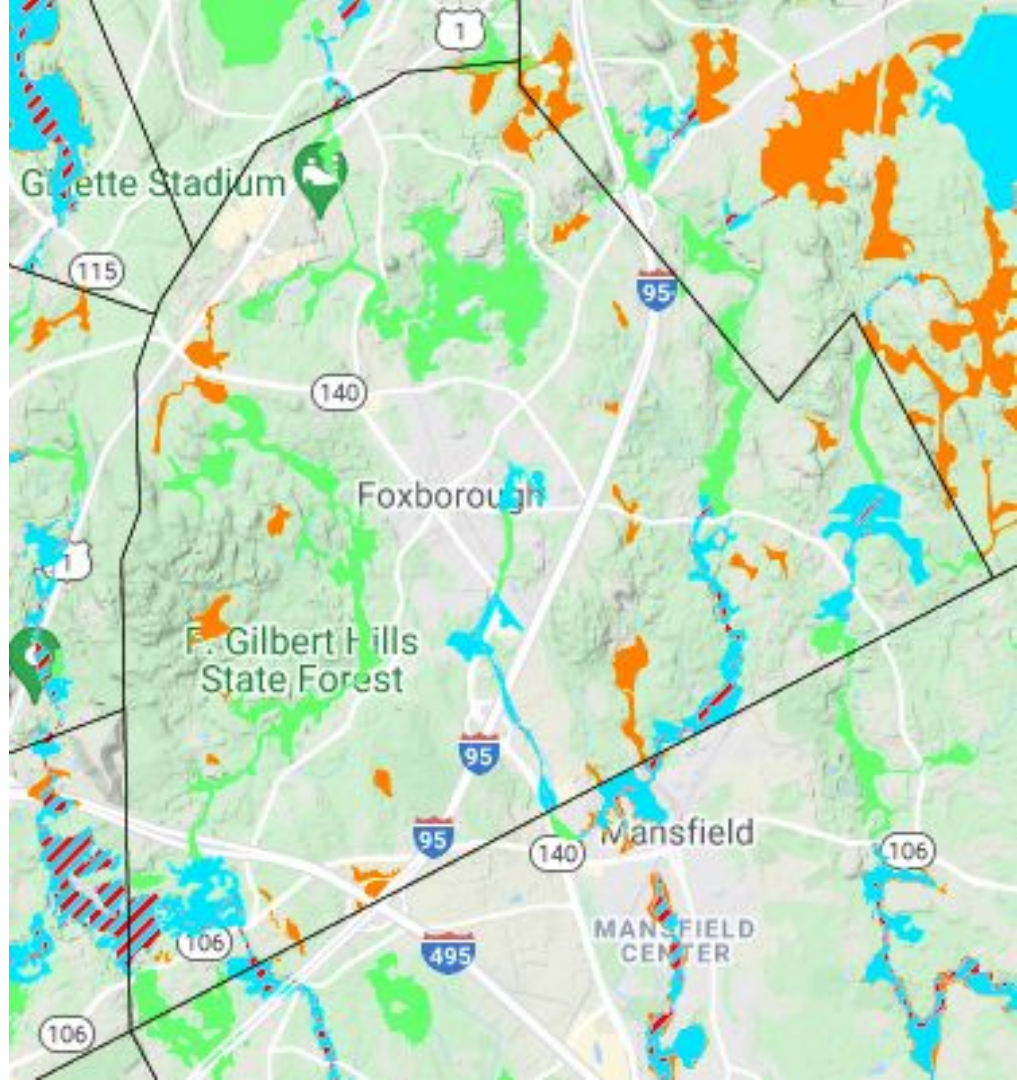 1
Gillette Stadium
115
95
140
Foxborough
1
F. Gilbert Hills
State Forest
95
95
140
Mansfield
106
106
495
MANSFIELD
CENTER
106